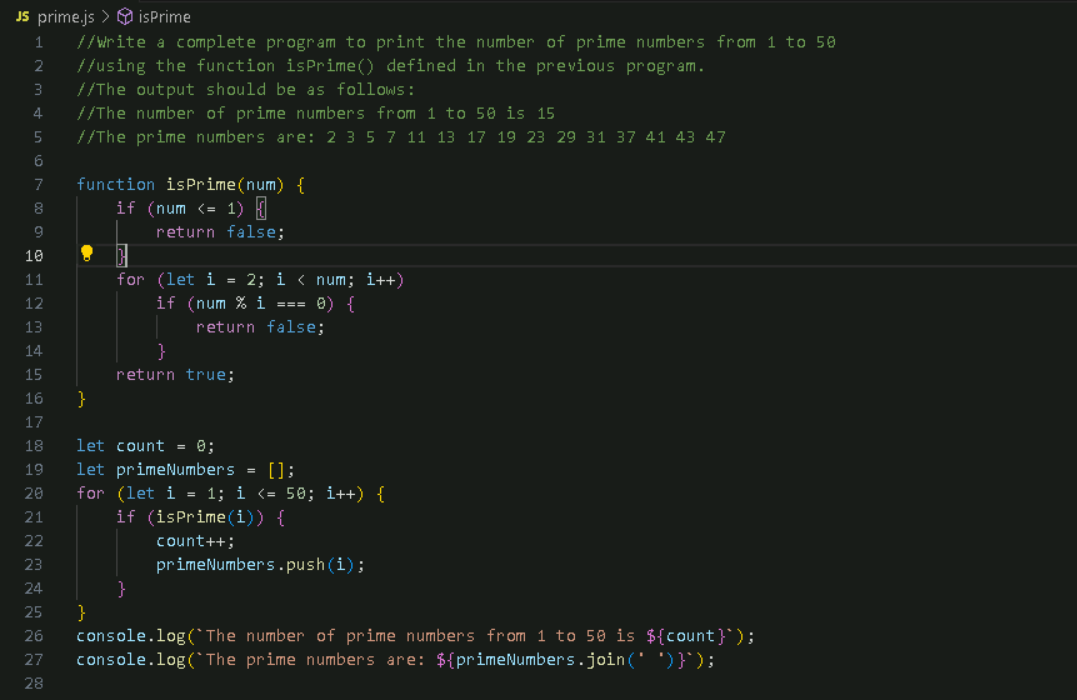 JS prime.js > isPrime
1 //Write a complete program to print the number of prime numbers from 1 to 50
2 //using the function isPrime() defined in the previous program.
3 //The output should be as follows:
4 //The number of prime numbers from 1 to 50 is 15
5 //The prime numbers are: 2 3 5 7 11 13 17 19 23 29 31 37 41 43 47
6
7 function isPrime(num) {
8     if (num <= 1) {
9         return false;
10     }
11     for (let i = 2; i < num; i++)
12         if (num % i === 0) {
13             return false;
14         }
15     return true;
16 }
17
18 let count = 0;
19 let primeNumbers = [];
20 for (let i = 1; i <= 50; i++) {
21     if (isPrime(i)) {
22         count++;
23         primeNumbers.push(i);
24     }
25 }
26 console.log(`The number of prime numbers from 1 to 50 is ${count}`);
27 console.log(`The prime numbers are: ${primeNumbers.join(' ')}`);
28